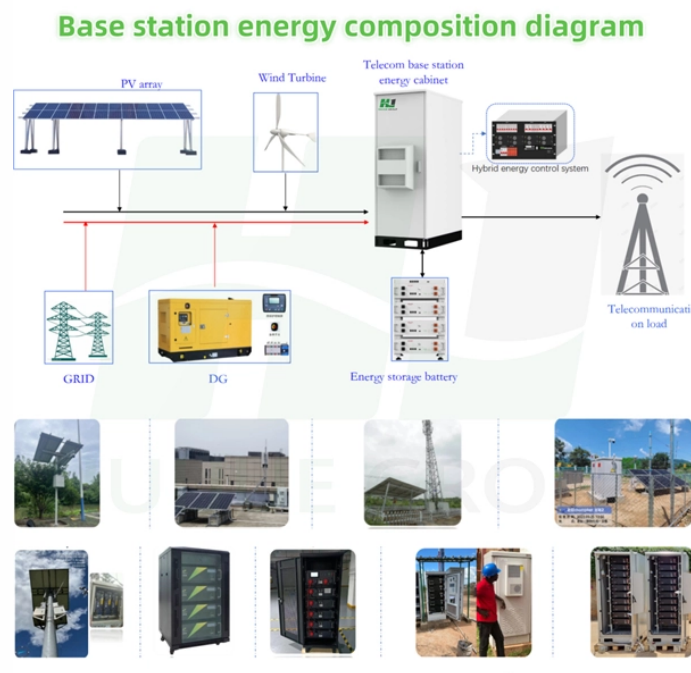 Base station energy composition diagram
Telecom base station
energy cabinet
PV array
Wind Turbine
Hybrid energy control system
Telecommunicati
on load
GRID
DG
Energy storage battery